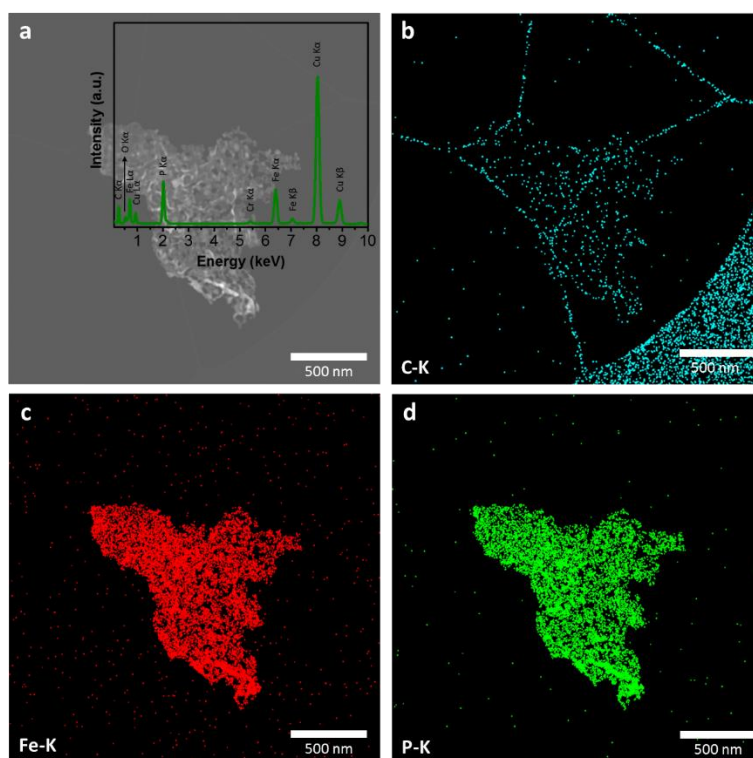 a
Intensity (a.u.)
C Kα
O Kα
Fe Lα
Cu Lα
P Kα
Cr Kα
Fe Kα
Fe Kβ
Cu Kα
Cu Kβ
1 2 3 4 5 6 7 8 9 10
Energy (keV)
500 nm
b
C-K
500 nm
c
Fe-K
500 nm
d
P-K
500 nm